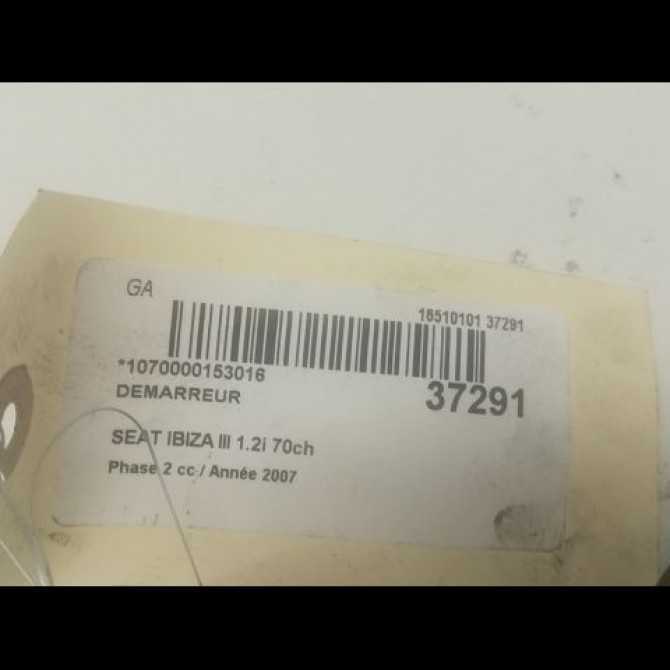 GA
16510101 37291
*1070000153016
37291
DEMARREUR
SEAT IBIZA III 1.2i 70ch
Phase 2 cc / Année 2007